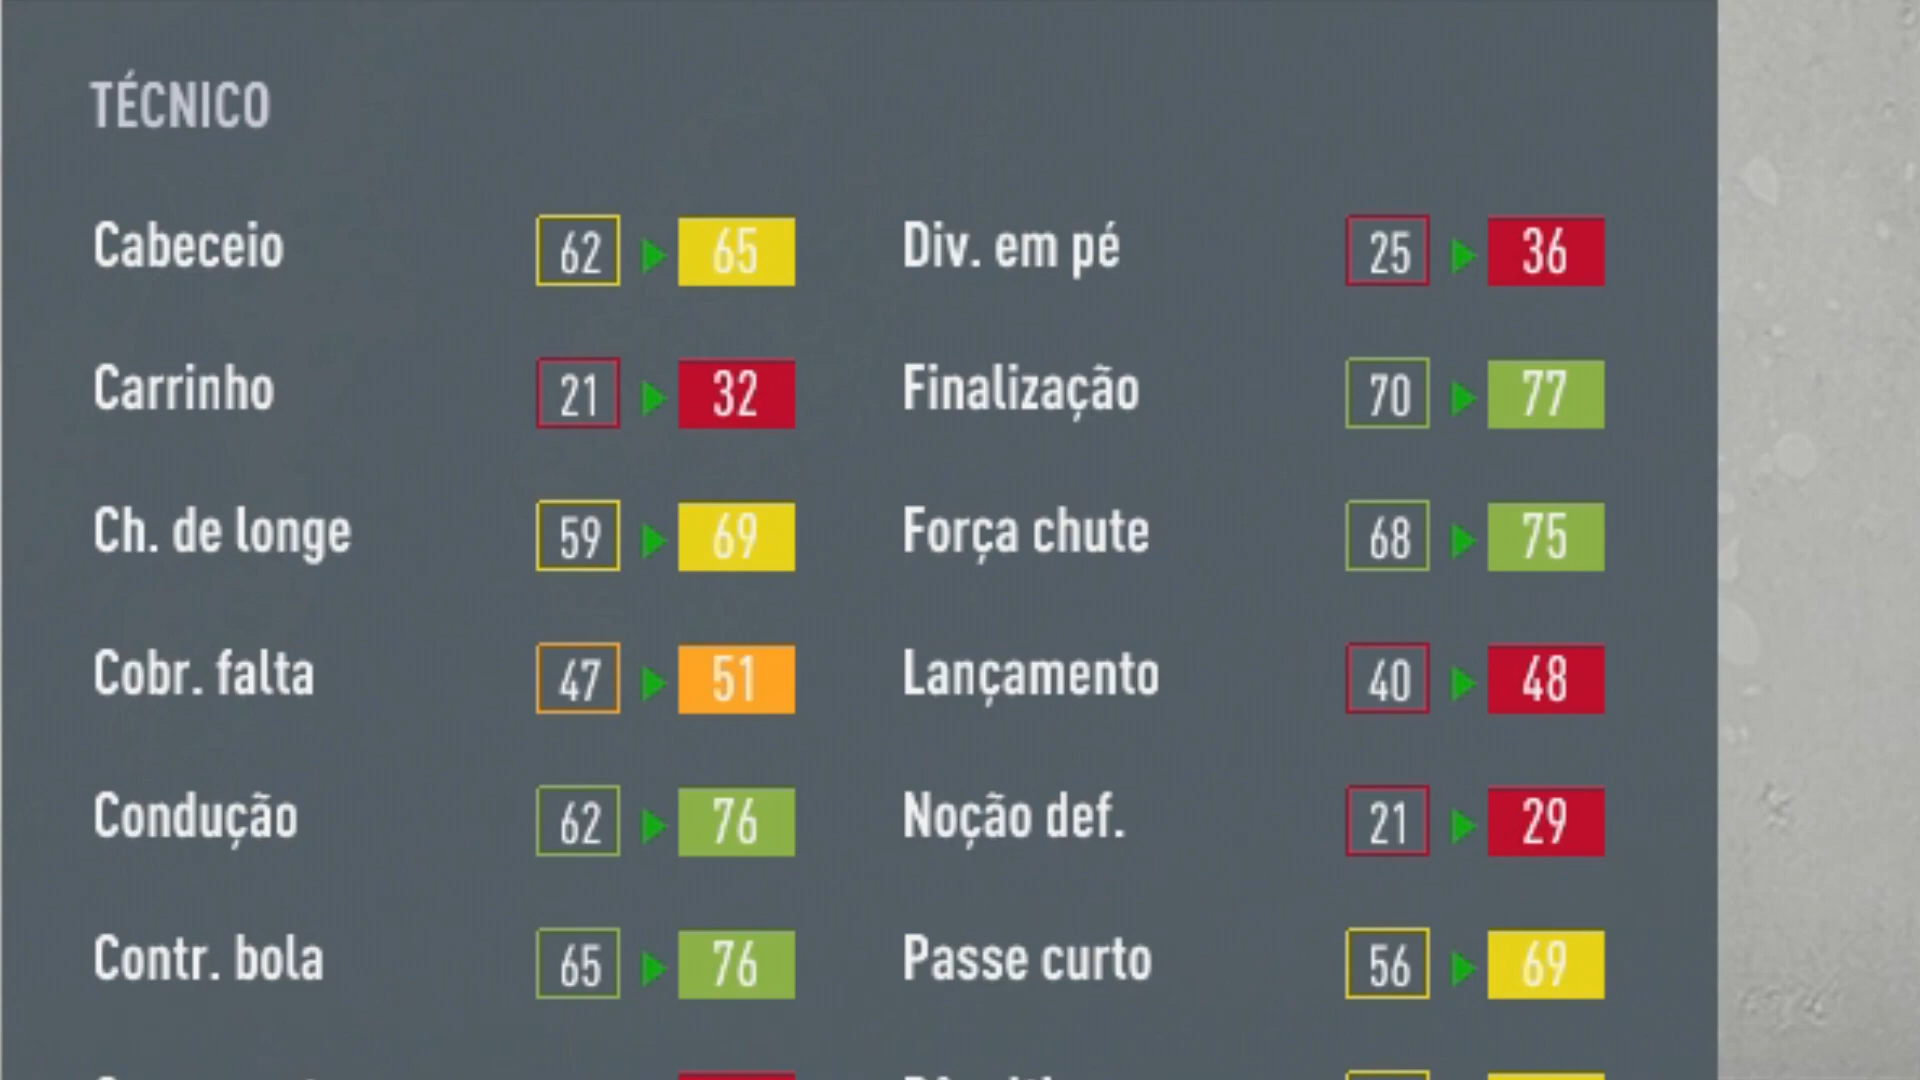 TÉCNICO
Cabeceio 62 65 Div. em pé 25 36
Carrinho 21 32 Finalização 70 77
Ch. de longe 59 69 Força chute 68 75
Cobr. falta 47 51 Lançamento 40 48
Condução 62 76 Noção def. 21 29
Contr. bola 65 76 Passe curto 56 69